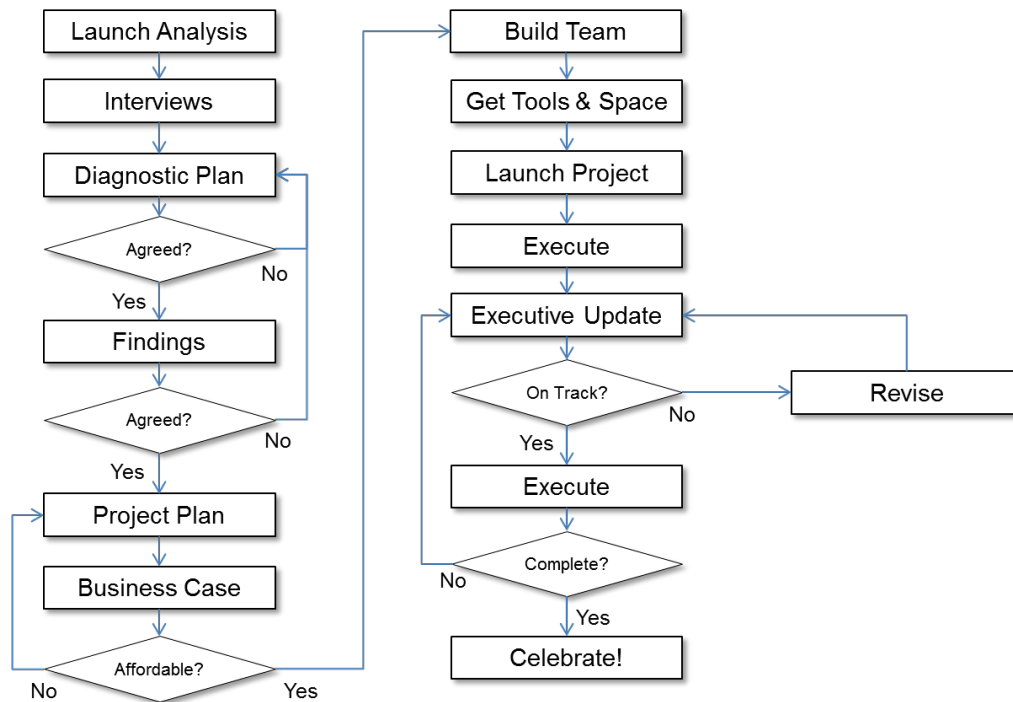 Launch Analysis
Interviews
Diagnostic Plan
Agreed?
No
Yes
Findings
Agreed?
No
Yes
Project Plan
Business Case
Affordable?
No
Yes
Build Team
Get Tools & Space
Launch Project
Execute
Executive Update
On Track?
No
Revise
Yes
Execute
Complete?
No
Yes
Celebrate!